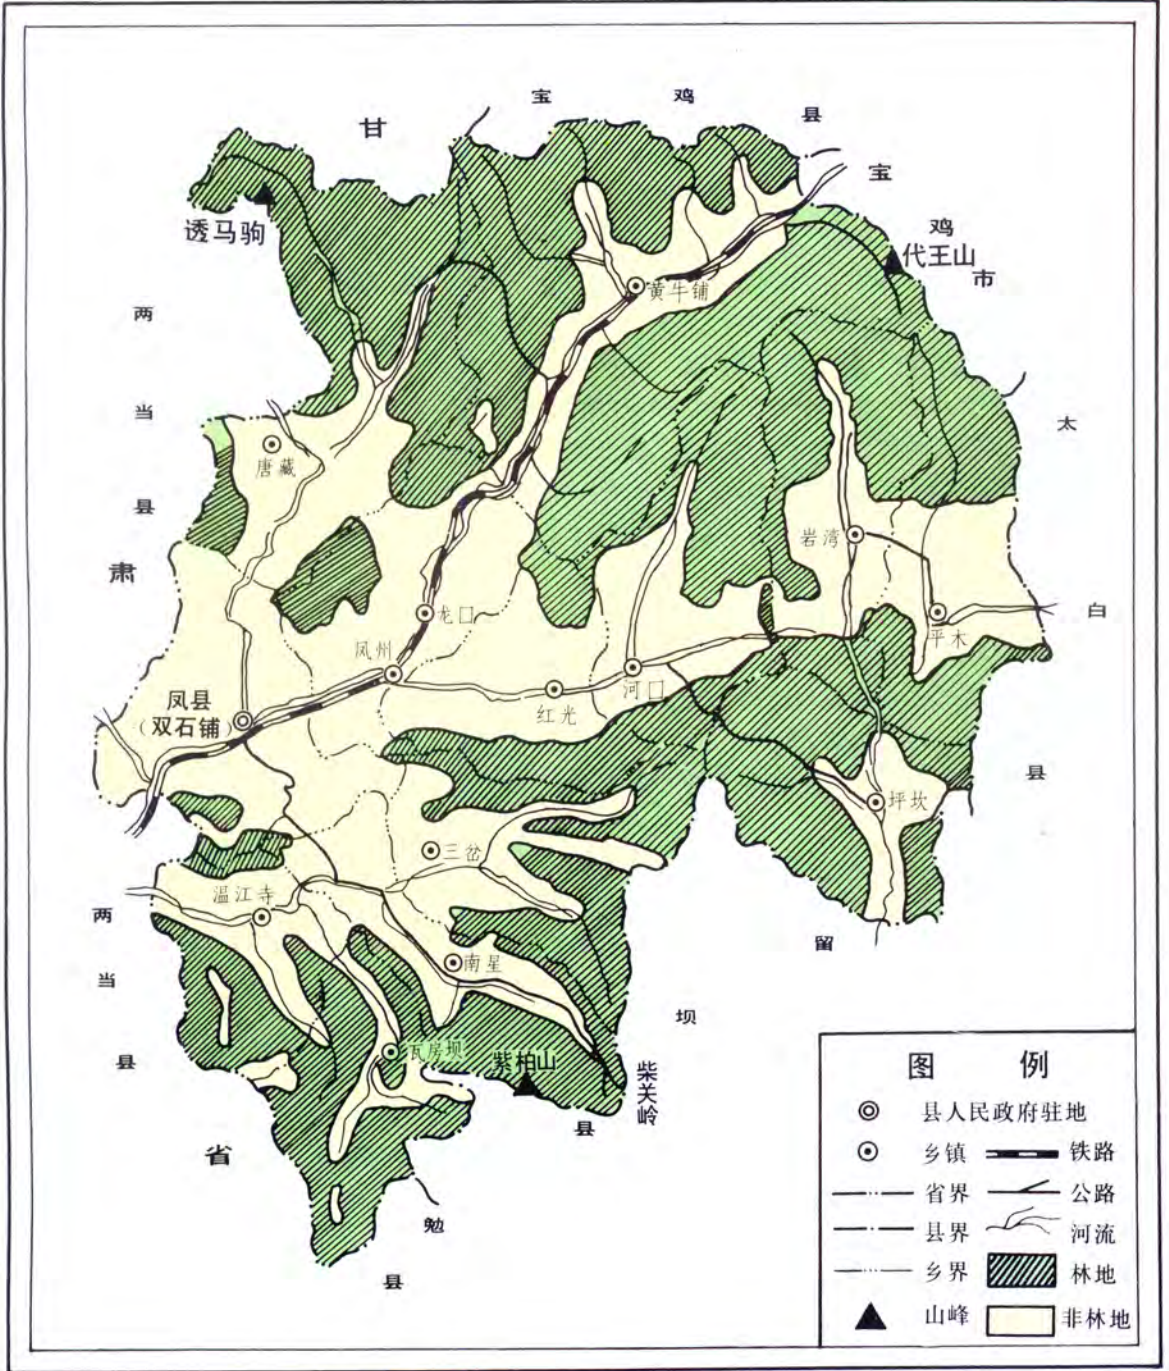 宝鸡县
甘
宝鸡市
透马驹
代王山
两当县
黄牛铺
太
唐藏
肃
岩湾
白
龙口
平木
凤州
凤县
（双石铺）
红光
河口
县
坪坎
三岔
温江寺
两当县
留
南星
坝
瓦房坝
紫柏山
柴关岭
县
省
勉
县
图 例
县人民政府驻地
乡镇 铁路
省界 公路
县界 河流
乡界 林地
山峰 非林地